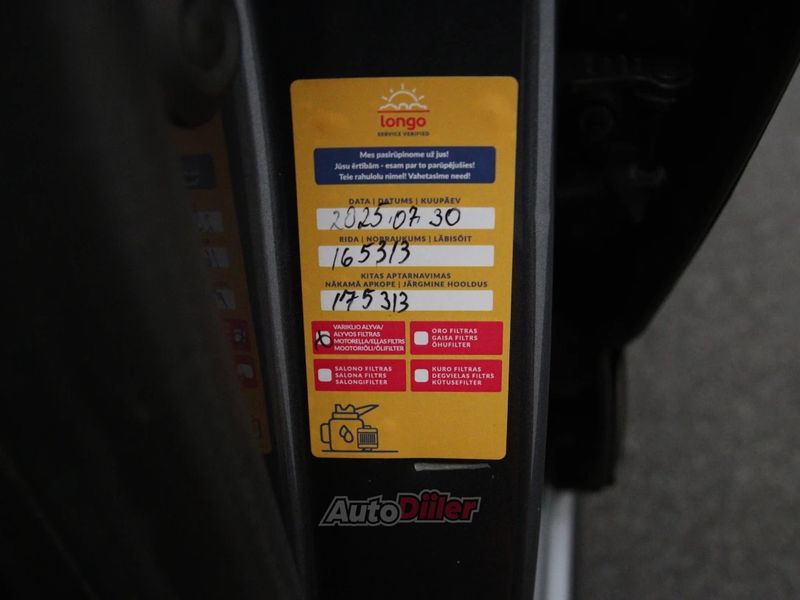 longo
SERVICE VERIFIED
Mes pasirūpinome už jus!
Jūsu ērtībām - esam par to parūpējušies!
Teie rahulolu nimel! Vahetasime need!
DATA | DATUMS | KUUPÄEV
2025.07.30
RIDA | NOBRAUKUMS | LÄBISÕIT
165313
KITAS APTARNAVIMAS
NĀKAMĀ APKOPE | JÄRGMINE HOOLDUS
175313
x VARIKLIO ALYVA/
ALYVOS FILTRAS
MOTORELLA/EĻĻAS FILTRS
MOOTORIÕLI/ÕLIFILTER
ORO FILTRAS
GAISA FILTRS
ÕHUFILTER
SALONO FILTRAS
SALONA FILTRS
SALONGIFILTER
KURO FILTRAS
DEGVIELAS FILTRS
KÜTUSEFILTER
AutoDiiler